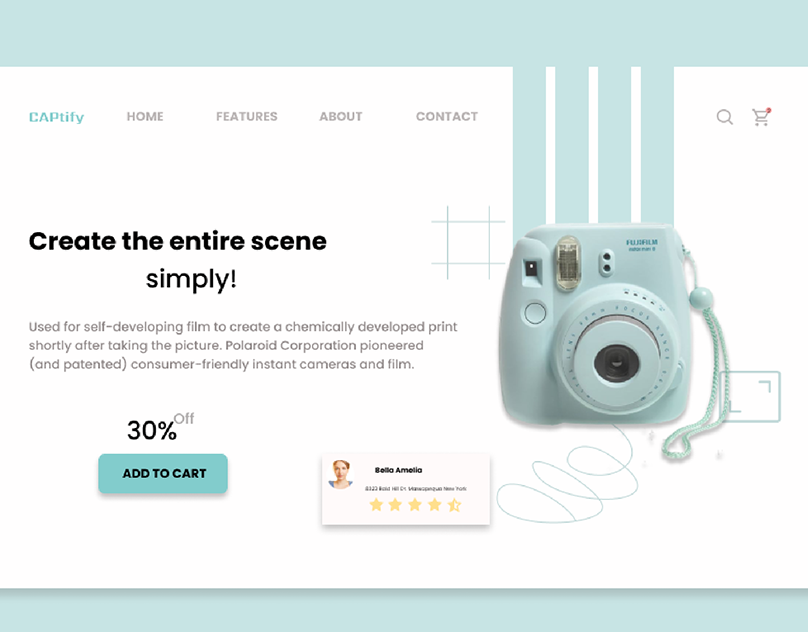 CAPtify HOME FEATURES ABOUT CONTACT
FUJIFILM
instax mini 8
Create the entire scene
simply!
Used for self-developing film to create a chemically developed print
shortly after taking the picture. Polaroid Corporation pioneered
(and patented) consumer-friendly instant cameras and film.
30% Off
ADD TO CART
Bella Amelia
8323 Bald Hill Dr. Massapequa New York